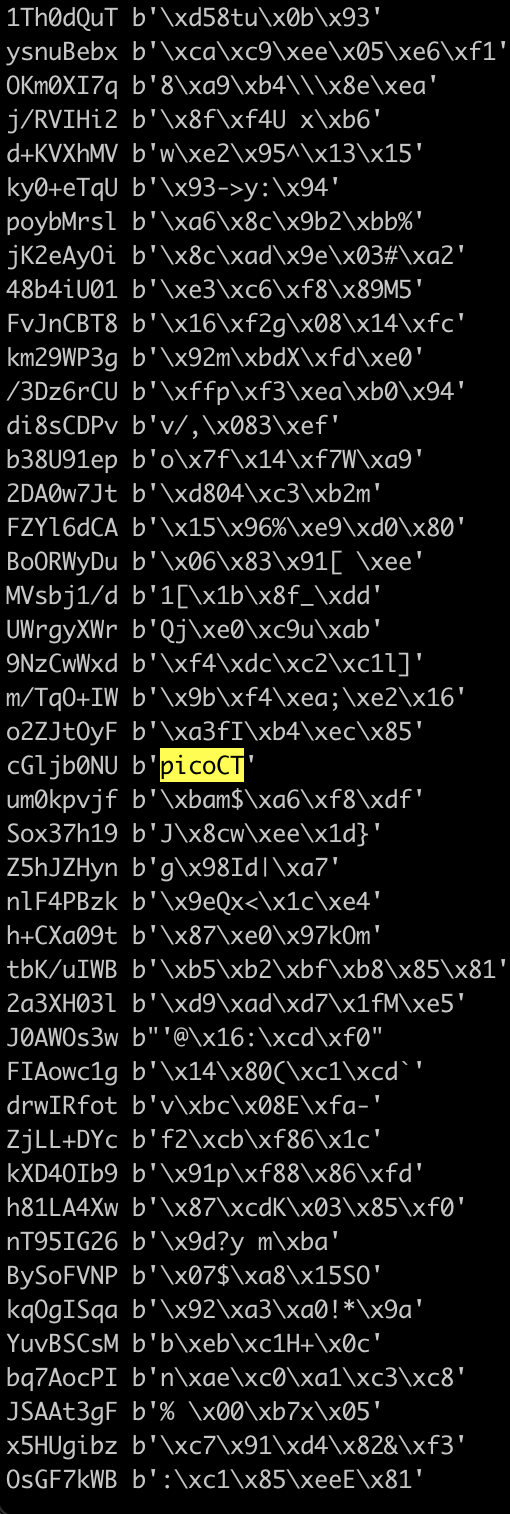 1Th0dQuT b'\xd58tu\x0b\x93'
ysnuBebx b'\xca\xc9\xee\x05\xe6\xf1'
OKm0XI7q b'8\xa9\xb4\\\x8e\xea'
j/RVIHi2 b'\x8f\xf4U x\xb6'
d+KVXhMV b'w\xe2\x95^\x13\x15'
ky0+eTqU b'\x93->y:\x94'
poybMrsl b'\xa6\x8c\x9b2\xbb%'
jK2eAyOi b'\x8c\xad\x9e\x03#\xa2'
48b4iU01 b'\xe3\xc6\xf8\x89M5'
FvJnCBT8 b'\x16\xf2g\x08\x14\xfc'
km29WP3g b'\x92m\xbdX\xfd\xe0'
/3Dz6rCU b'\xffp\xf3\xea\xb0\x94'
di8sCDPv b'v/,\x083\xef'
b38U91ep b'o\x7f\x14\xf7W\xa9'
2DA0w7Jt b'\xd804\xc3\xb2m'
FZYl6dCA b'\x15\x96%\xe9\xd0\x80'
BoORWyDu b'\x06\x83\x91[ \xee'
MVsbj1/d b'1[\x1b\x8f_\xdd'
UWrgyXWr b'Qj\xe0\xc9u\xab'
9NzCwWxd b'\xf4\xdc\xc2\xc1l]'
m/TqO+IW b'\x9b\xf4\xea;\xe2\x16'
o2ZJtOyF b'\xa3fI\xb4\xec\x85'
cGljb0NU b'picoCT'
um0kpvjf b'\xbam$\xa6\xf8\xdf'
Sox37h19 b'J\x8cw\xee\x1d}'
Z5hJZHyn b'g\x98Id|\xa7'
nlF4PBzk b'\x9eQx<\x1c\xe4'
h+CXa09t b'\x87\xe0\x97kOm'
tbK/uIWB b'\xb5\xb2\xbf\xb8\x85\x81'
2a3XH03l b'\xd9\xad\xd7\x1fM\xe5'
J0AWOs3w b"'@\x16:\xcd\xf0"
FIAowc1g b'\x14\x80(\xc1\xcd`'
drwIRfot b'v\xbc\x08E\xfa-'
ZjLL+DYc b'f2\xcb\xf86\x1c'
kXD4OIb9 b'\x91p\xf88\x86\xfd'
h81LA4Xw b'\x87\xcdK\x03\x85\xf0'
nT95IG26 b'\x9d?y m\xba'
BySoFVNP b'\x07$\xa8\x15SO'
kqOgISqa b'\x92\xa3\xa0!*\x9a'
YuvBSCsM b'b\xeb\xc1H+\x0c'
bq7AocPI b'n\xae\xc0\xa1\xc3\xc8'
JSAAt3gF b'% \x00\xb7x\x05'
x5HUgibz b'\xc7\x91\xd4\x82&\xf3'
OsGF7kWB b':\xc1\x85\xeeE\x81'